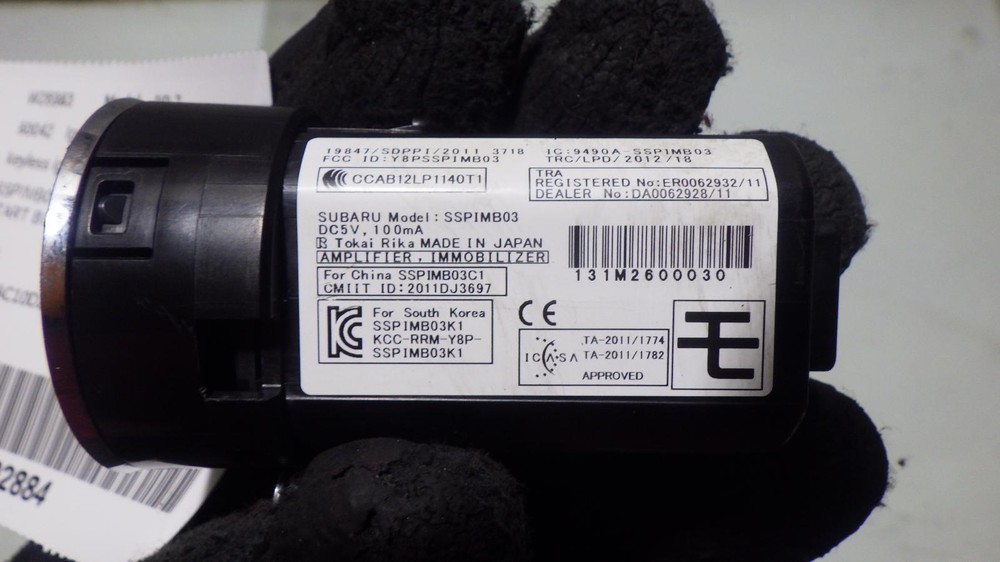 19847/SDPPI/2011 3718
IC:9490A-SSPIMB03
FCC ID:Y8PSSPIMB03
TRC/LPD/2012/18
CCAB12LP1140T1
TRA
REGISTERED No:ER0062932/11
DEALER No:DA0062928/11
SUBARU Model:SSPIMB03
DC5V, 100mA
R Tokai Rika MADE IN JAPAN
AMPLIFIER, IMMOBILIZER
131M2600030
For China SSPIMB03C1
CMIIT ID:2011DJ3697
For South Korea
SSPIMB03K1
KCC-RRM-Y8P-
SSPIMB03K1
CE
ICASA
TA-2011/1774
TA-2011/1782
APPROVED
モ
2884